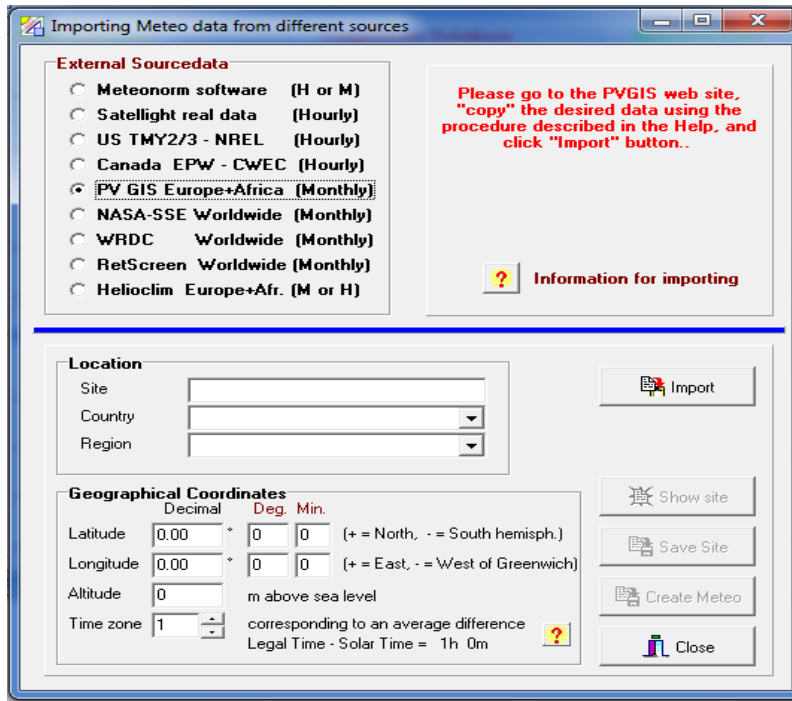 Importing Meteo data from different sources
External Sourcedata
Meteonorm software (H or M)
Satellight real data (Hourly)
US TMY2/3 - NREL (Hourly)
Canada EPW - CWEC (Hourly)
PV GIS Europe+Africa (Monthly)
NASA-SSE Worldwide (Monthly)
WRDC Worldwide (Monthly)
RetScreen Worldwide (Monthly)
Helioclim Europe+Afr. (M or H)
Please go to the PVGIS web site,
"copy" the desired data using the
procedure described in the Help, and
click "Import" button..
? Information for importing
Location
Site
Country
Region
Import
Geographical Coordinates
Decimal Deg. Min.
Latitude 0.00 ° 0 0 (+ = North, - = South hemisph.)
Longitude 0.00 ° 0 0 (+ = East, - = West of Greenwich)
Altitude 0 m above sea level
Time zone 1 corresponding to an average difference
Legal Time - Solar Time = 1h 0m ?
Show site
Save Site
Create Meteo
Close